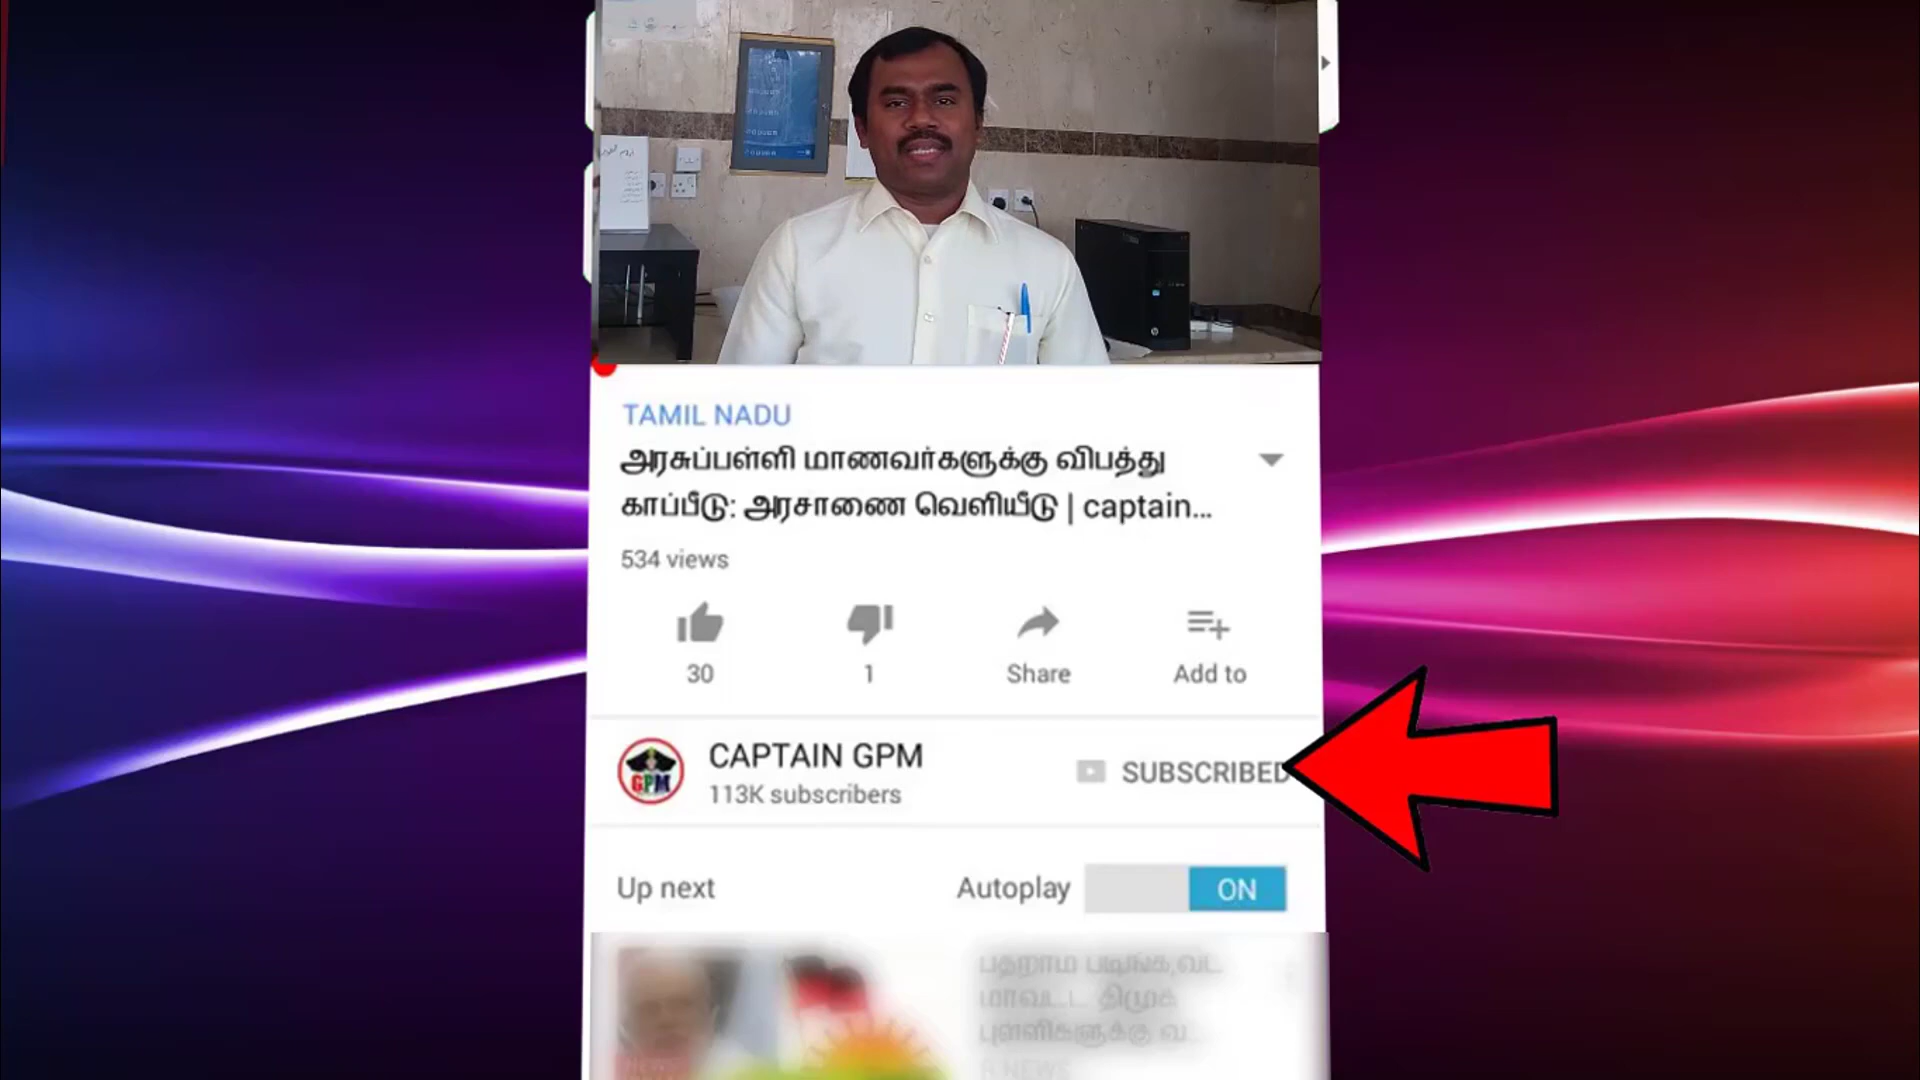 TAMIL NADU
அரசுப்பள்ளி மாணவர்களுக்கு விபத்து
காப்பீடு: அரசாணை வெளியீடு | captain...
534 views
30
1
Share
Add to
GPM
CAPTAIN GPM
113K subscribers
SUBSCRIBED
Up next
Autoplay
ON